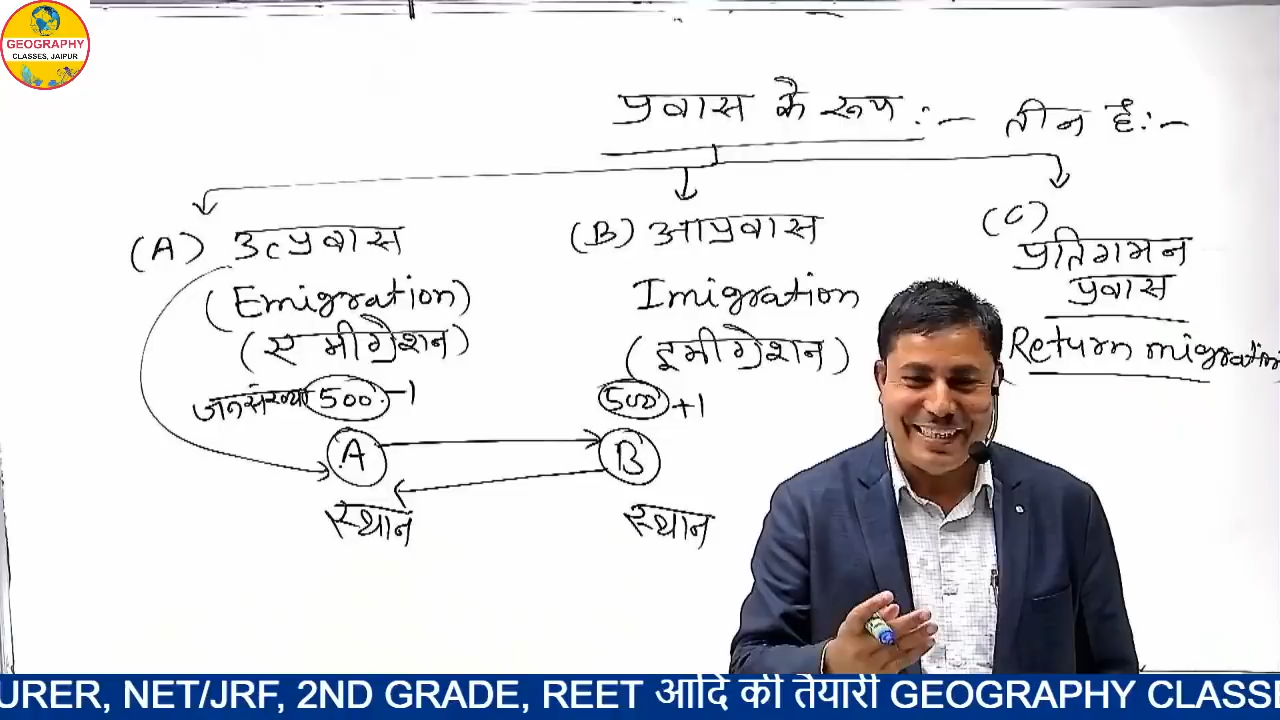 GEOGRAPHY
CLASSES, JAIPUR
प्रवास के रूप :- तीन है :-
(A) उत्प्रवास
(Emigration)
(एमीग्रेशन)
जनसंख्या 500 -1
A
स्थान
(B) आप्रवास
Imigration
(इमीग्रेशन)
500 +1
B
स्थान
(C)
प्रतिगमन
प्रवास
Return migration
URER, NET/JRF, 2ND GRADE, REET आदि की तैयारी GEOGRAPHY CLASSE